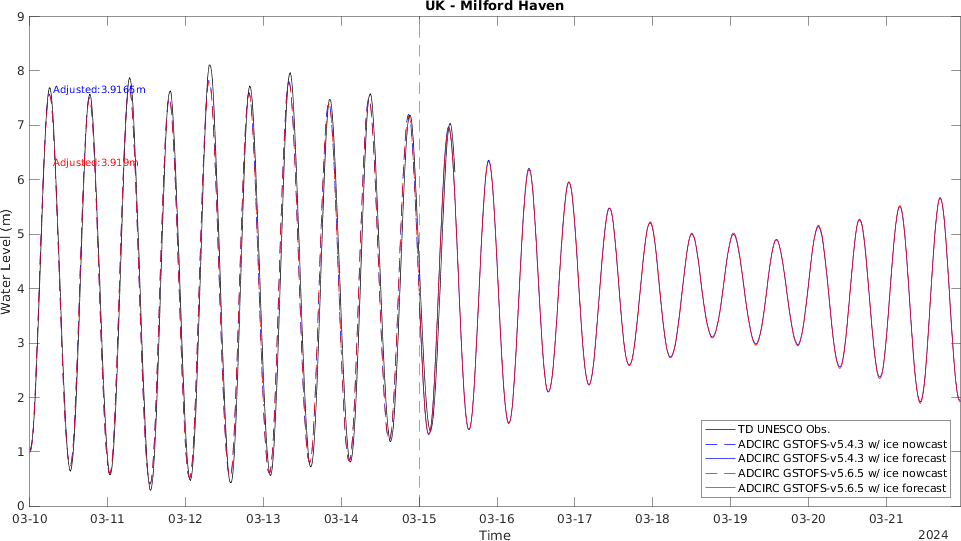 UK - Milford Haven
9
8
7
6
5
4
3
2
1
0
Water Level (m)
Adjusted:3.9165m
Adjusted:3.919m
TD UNESCO Obs.
ADCIRC GSTOFS-v5.4.3 w/ ice nowcast
ADCIRC GSTOFS-v5.4.3 w/ ice forecast
ADCIRC GSTOFS-v5.6.5 w/ ice nowcast
ADCIRC GSTOFS-v5.6.5 w/ ice forecast
03-10 03-11 03-12 03-13 03-14 03-15 03-16 03-17 03-18 03-19 03-20 03-21
Time
2024